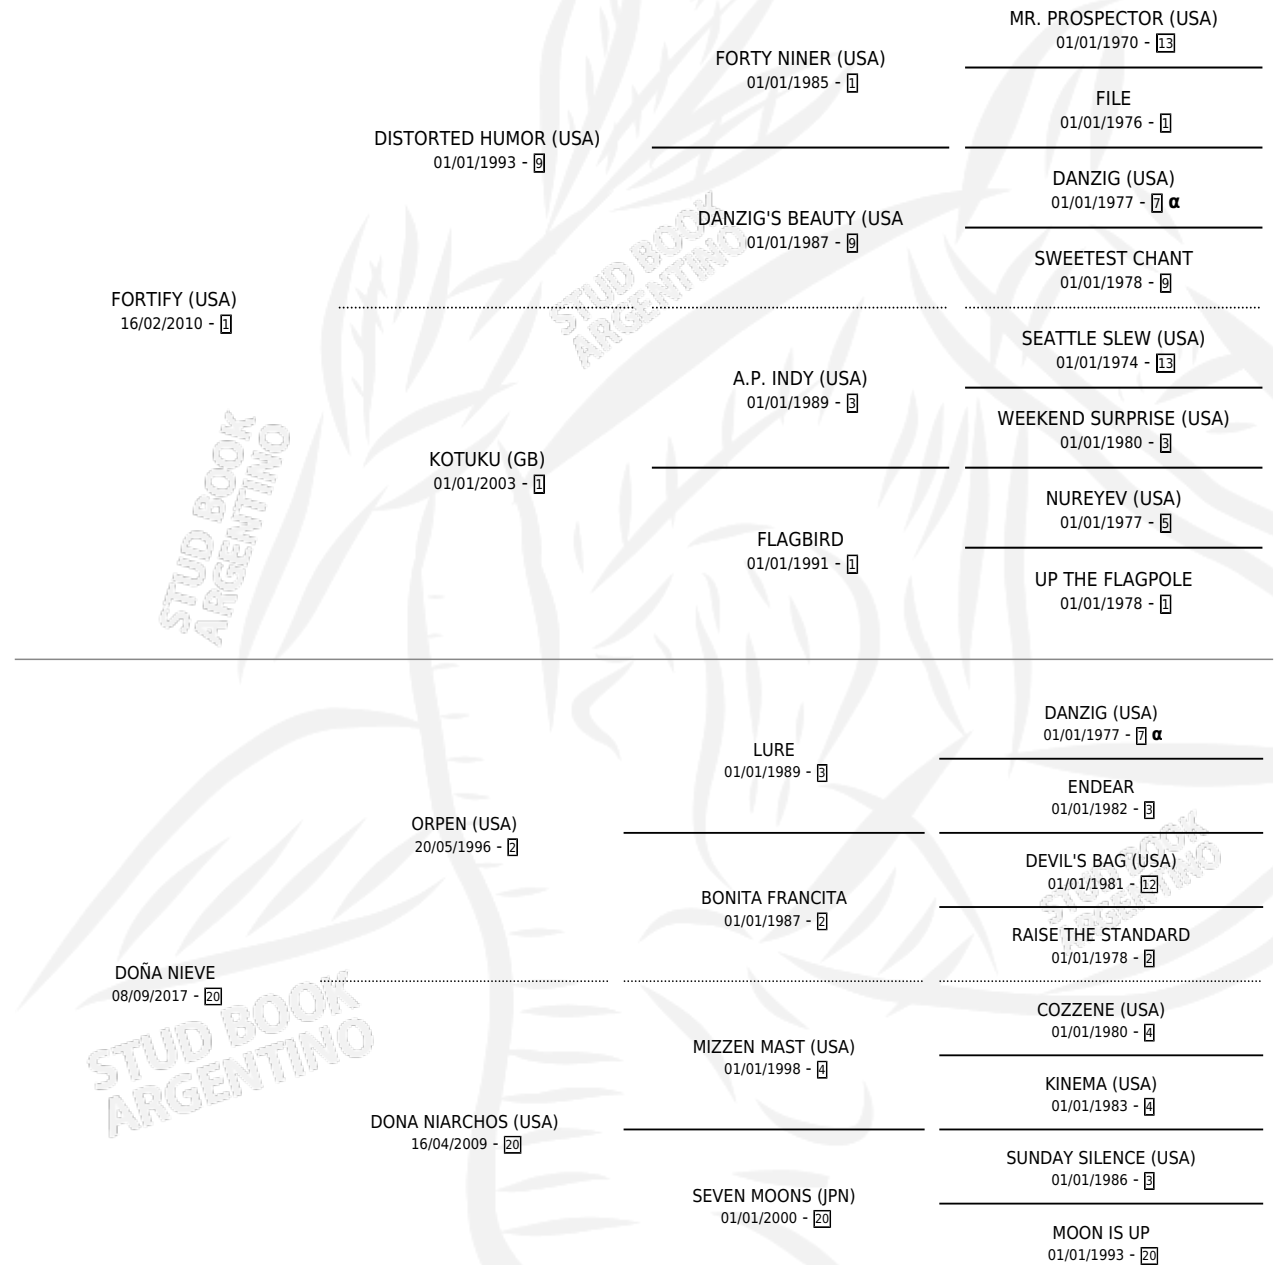 MR. PROSPECTOR (USA)
01/01/1970 - 13
FORTY NINER (USA)
01/01/1985 - 1
FILE
01/01/1976 - 1
DISTORTED HUMOR (USA)
01/01/1993 - 9
DANZIG (USA)
01/01/1977 - 7 α
DANZIG'S BEAUTY (USA
01/01/1987 - 9
SWEETEST CHANT
01/01/1978 - 9
STUD BOOK
ARGENTINO
FORTIFY (USA)
16/02/2010 - 1
SEATTLE SLEW (USA)
01/01/1974 - 13
A.P. INDY (USA)
01/01/1989 - 3
WEEKEND SURPRISE (USA)
01/01/1980 - 3
KOTUKU (GB)
01/01/2003 - 1
STUD BOOK
ARGENTINO
NUREYEV (USA)
01/01/1977 - 5
FLAGBIRD
01/01/1991 - 1
UP THE FLAGPOLE
01/01/1978 - 1
DANZIG (USA)
01/01/1977 - 7 α
LURE
01/01/1989 - 3
ENDEAR
01/01/1982 - 3
ORPEN (USA)
20/05/1996 - 2
DEVIL'S BAG (USA)
01/01/1981 - 12
STUD BOOK
ARGENTINO
BONITA FRANCITA
01/01/1987 - 2
RAISE THE STANDARD
01/01/1978 - 2
DOÑA NIEVE
08/09/2017 - 20
STUD BOOK
ARGENTINO
COZZENE (USA)
01/01/1980 - 4
MIZZEN MAST (USA)
01/01/1998 - 4
KINEMA (USA)
01/01/1983 - 4
DONA NIARCHOS (USA)
16/04/2009 - 20
SUNDAY SILENCE (USA)
01/01/1986 - 3
SEVEN MOONS (JPN)
01/01/2000 - 20
MOON IS UP
01/01/1993 - 20